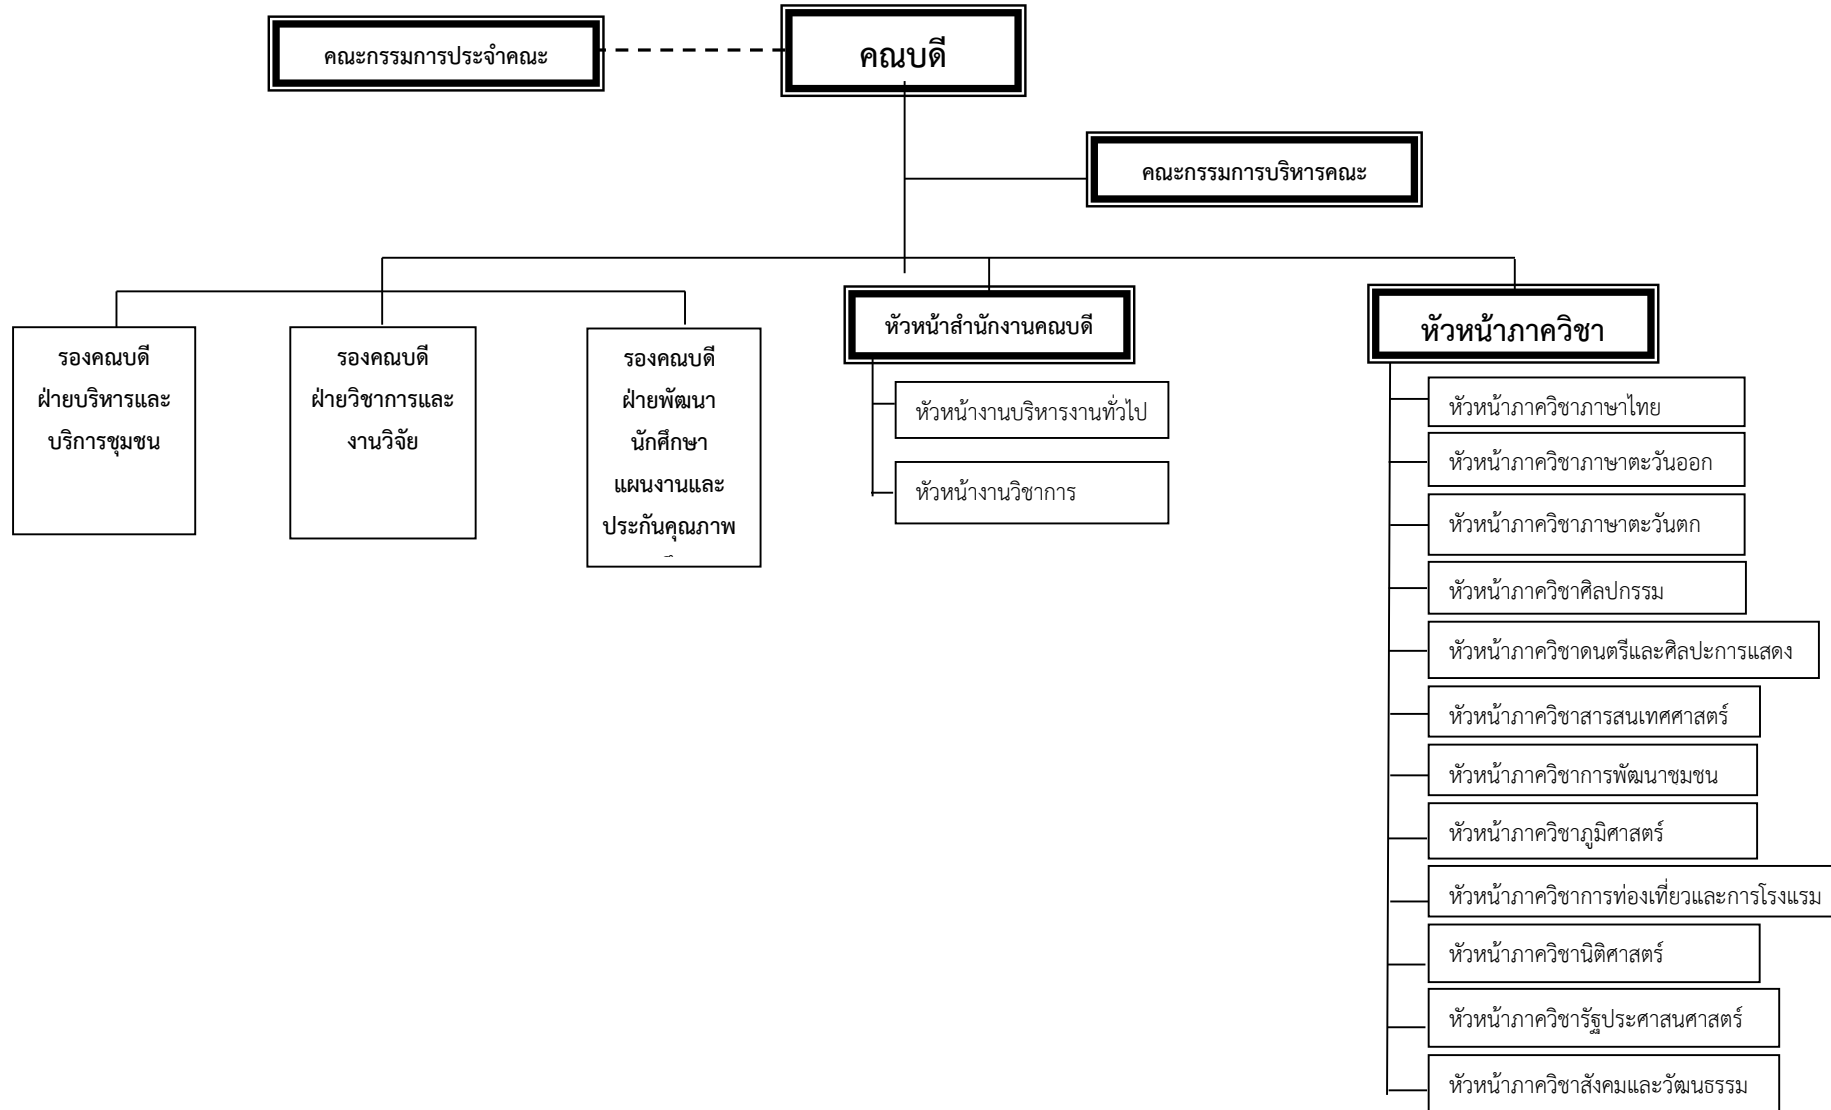 คณะกรรมการประจำคณะ
คณบดี
คณะกรรมการบริหารคณะ
รองคณบดี
ฝ่ายบริหารและ
บริการชุมชน
รองคณบดี
ฝ่ายวิชาการและ
งานวิจัย
รองคณบดี
ฝ่ายพัฒนา
นักศึกษา
แผนงานและ
ประกันคุณภาพ
หัวหน้าสำนักงานคณบดี
หัวหน้างานบริหารงานทั่วไป
หัวหน้างานวิชาการ
หัวหน้าภาควิชา
หัวหน้าภาควิชาภาษาไทย
หัวหน้าภาควิชาภาษาตะวันออก
หัวหน้าภาควิชาภาษาตะวันตก
หัวหน้าภาควิชาศิลปกรรม
หัวหน้าภาควิชาดนตรีและศิลปะการแสดง
หัวหน้าภาควิชาสารสนเทศศาสตร์
หัวหน้าภาควิชาการพัฒนาชุมชน
หัวหน้าภาควิชาภูมิศาสตร์
หัวหน้าภาควิชาการท่องเที่ยวและการโรงแรม
หัวหน้าภาควิชานิติศาสตร์
หัวหน้าภาควิชารัฐประศาสนศาสตร์
หัวหน้าภาควิชาสังคมและวัฒนธรรม